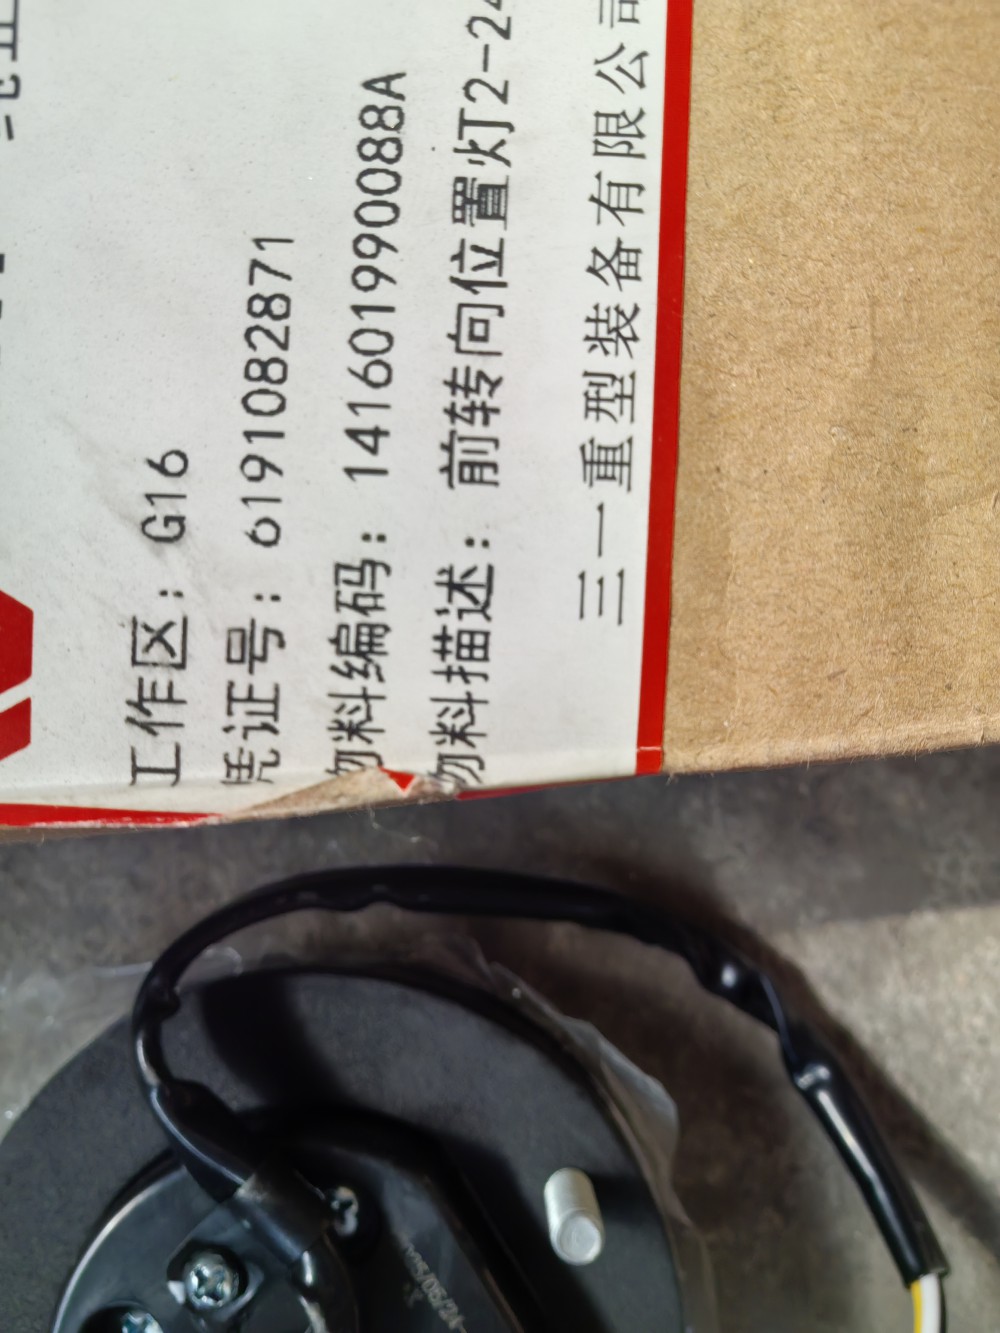 工作区: G16
凭证号: 6191082871
物料编码: 141601990088A
物料描述: 前转向位置灯2-24
三一重型装备有限公司